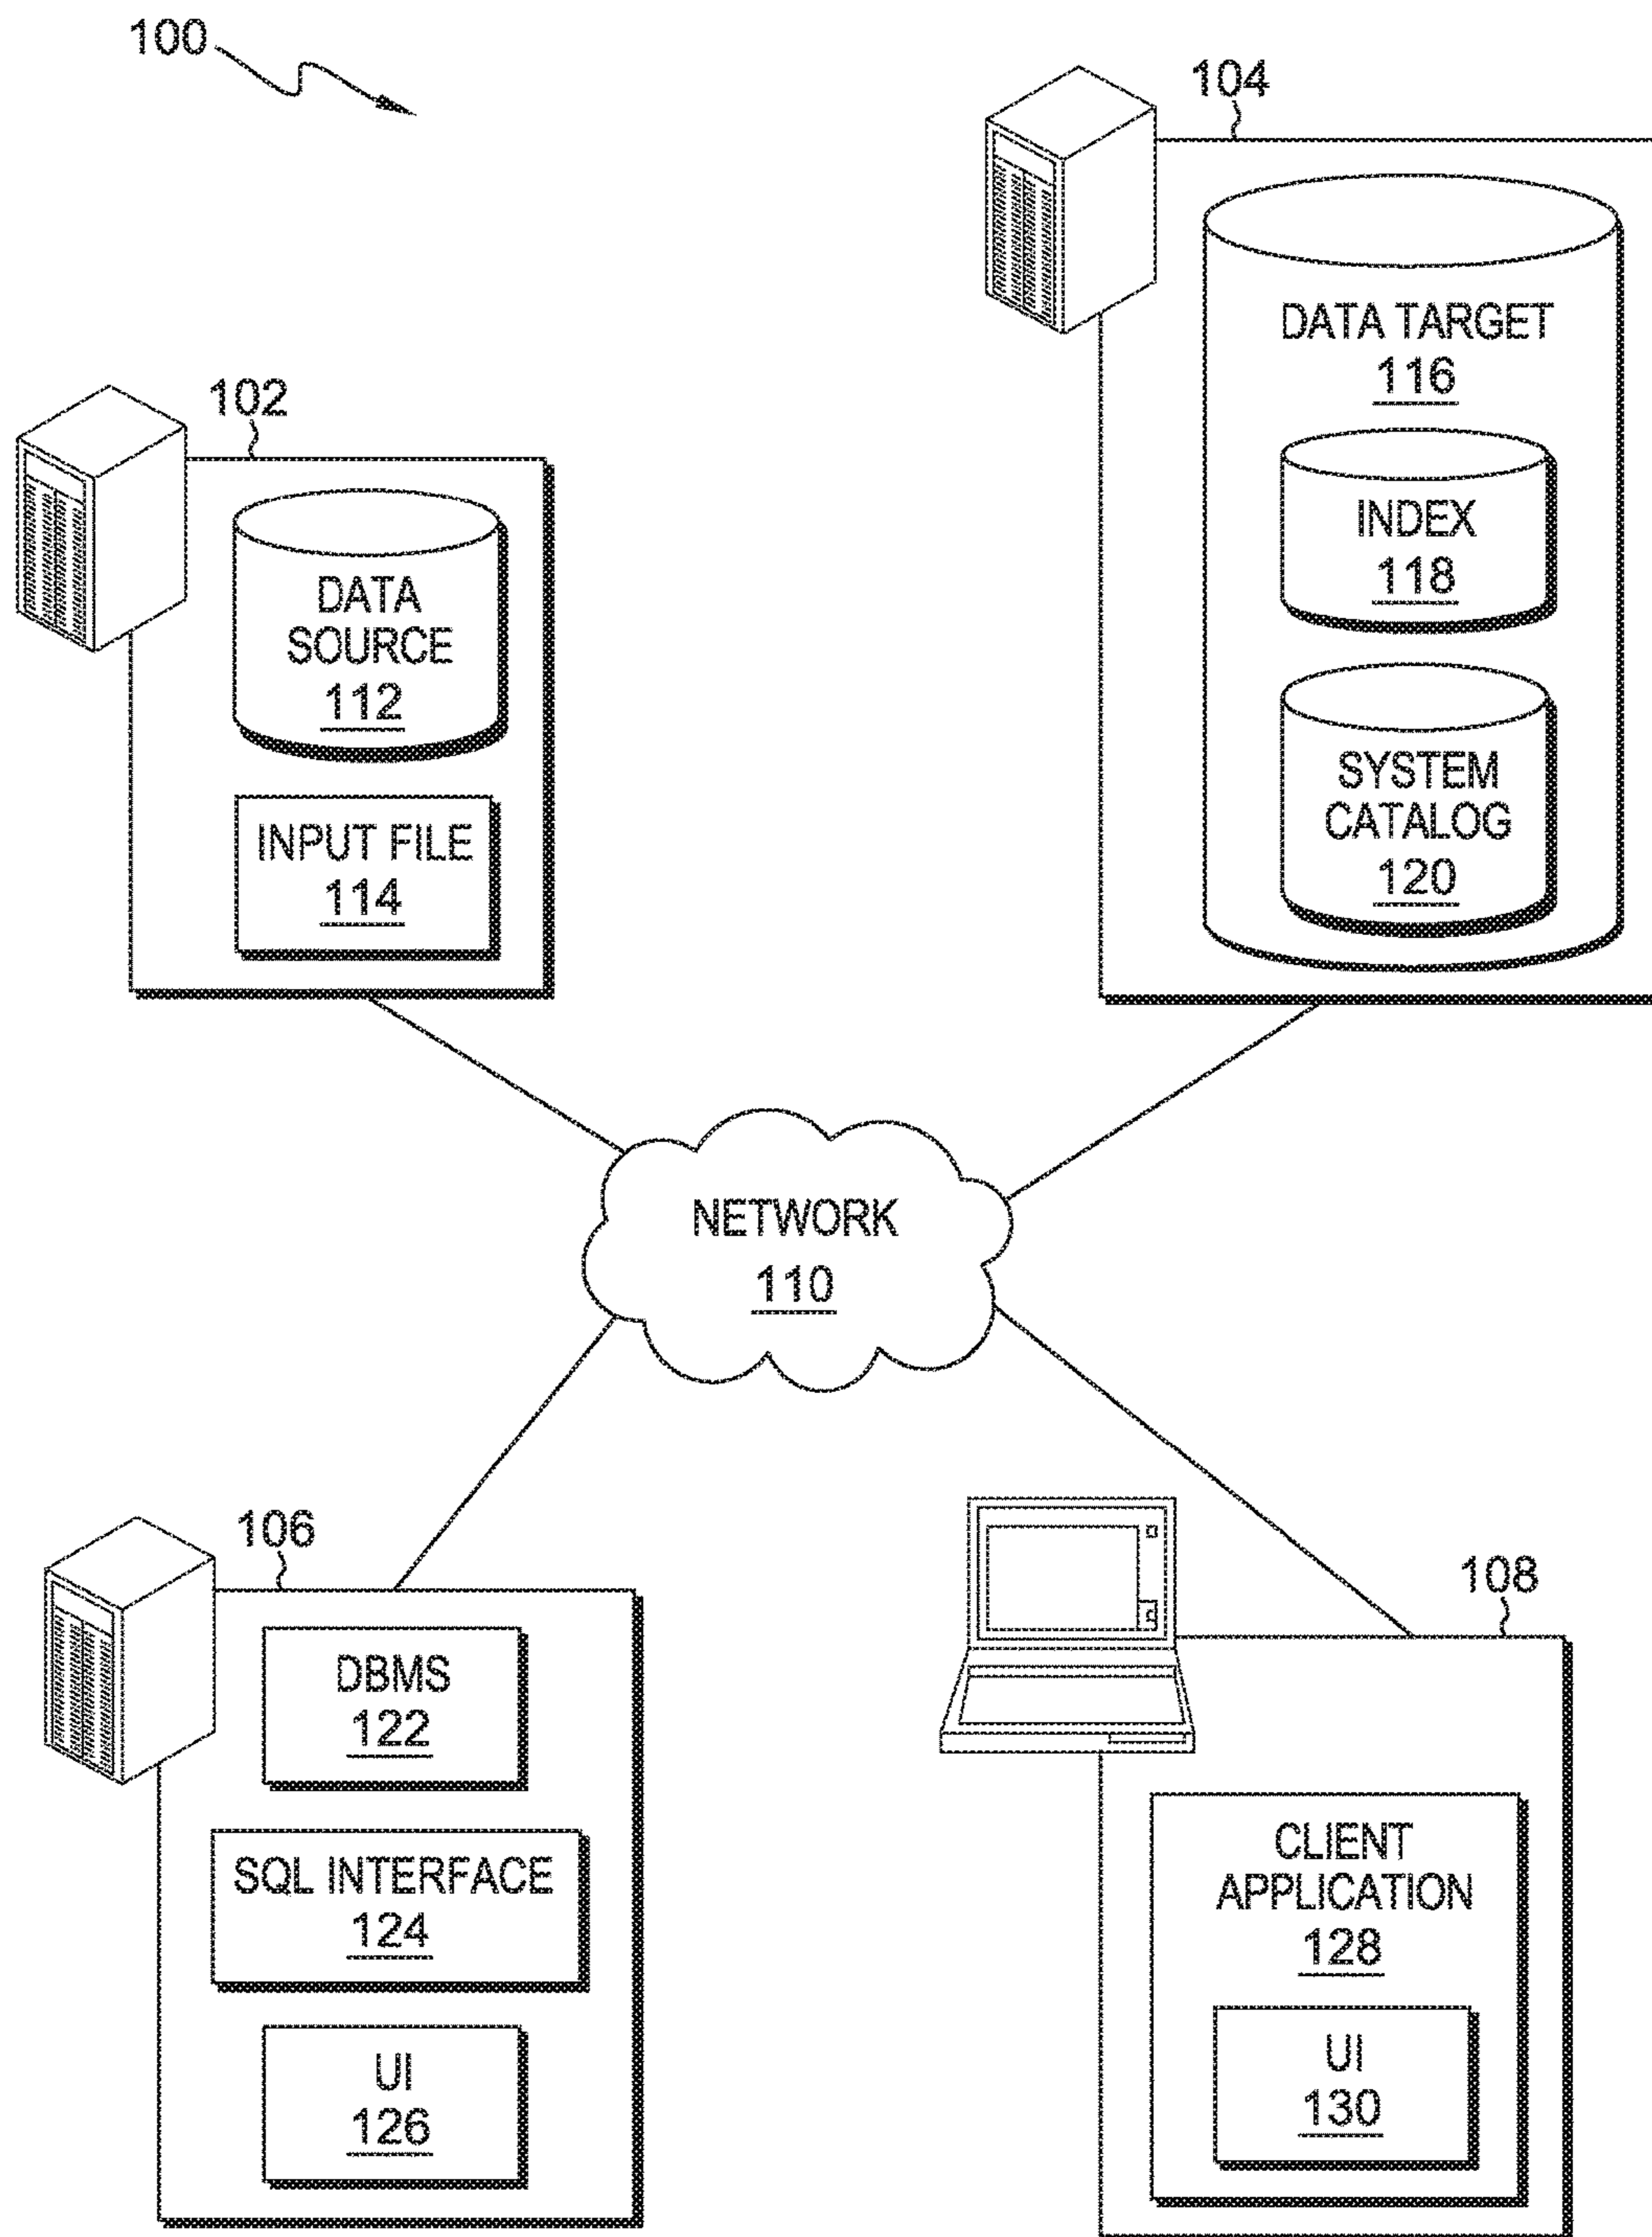 100
104
DATA TARGET
116
INDEX
118
SYSTEM
CATALOG
120
102
DATA
SOURCE
112
INPUT FILE
114
NETWORK
110
106
DBMS
122
SQL INTERFACE
124
UI
126
108
CLIENT
APPLICATION
128
UI
130